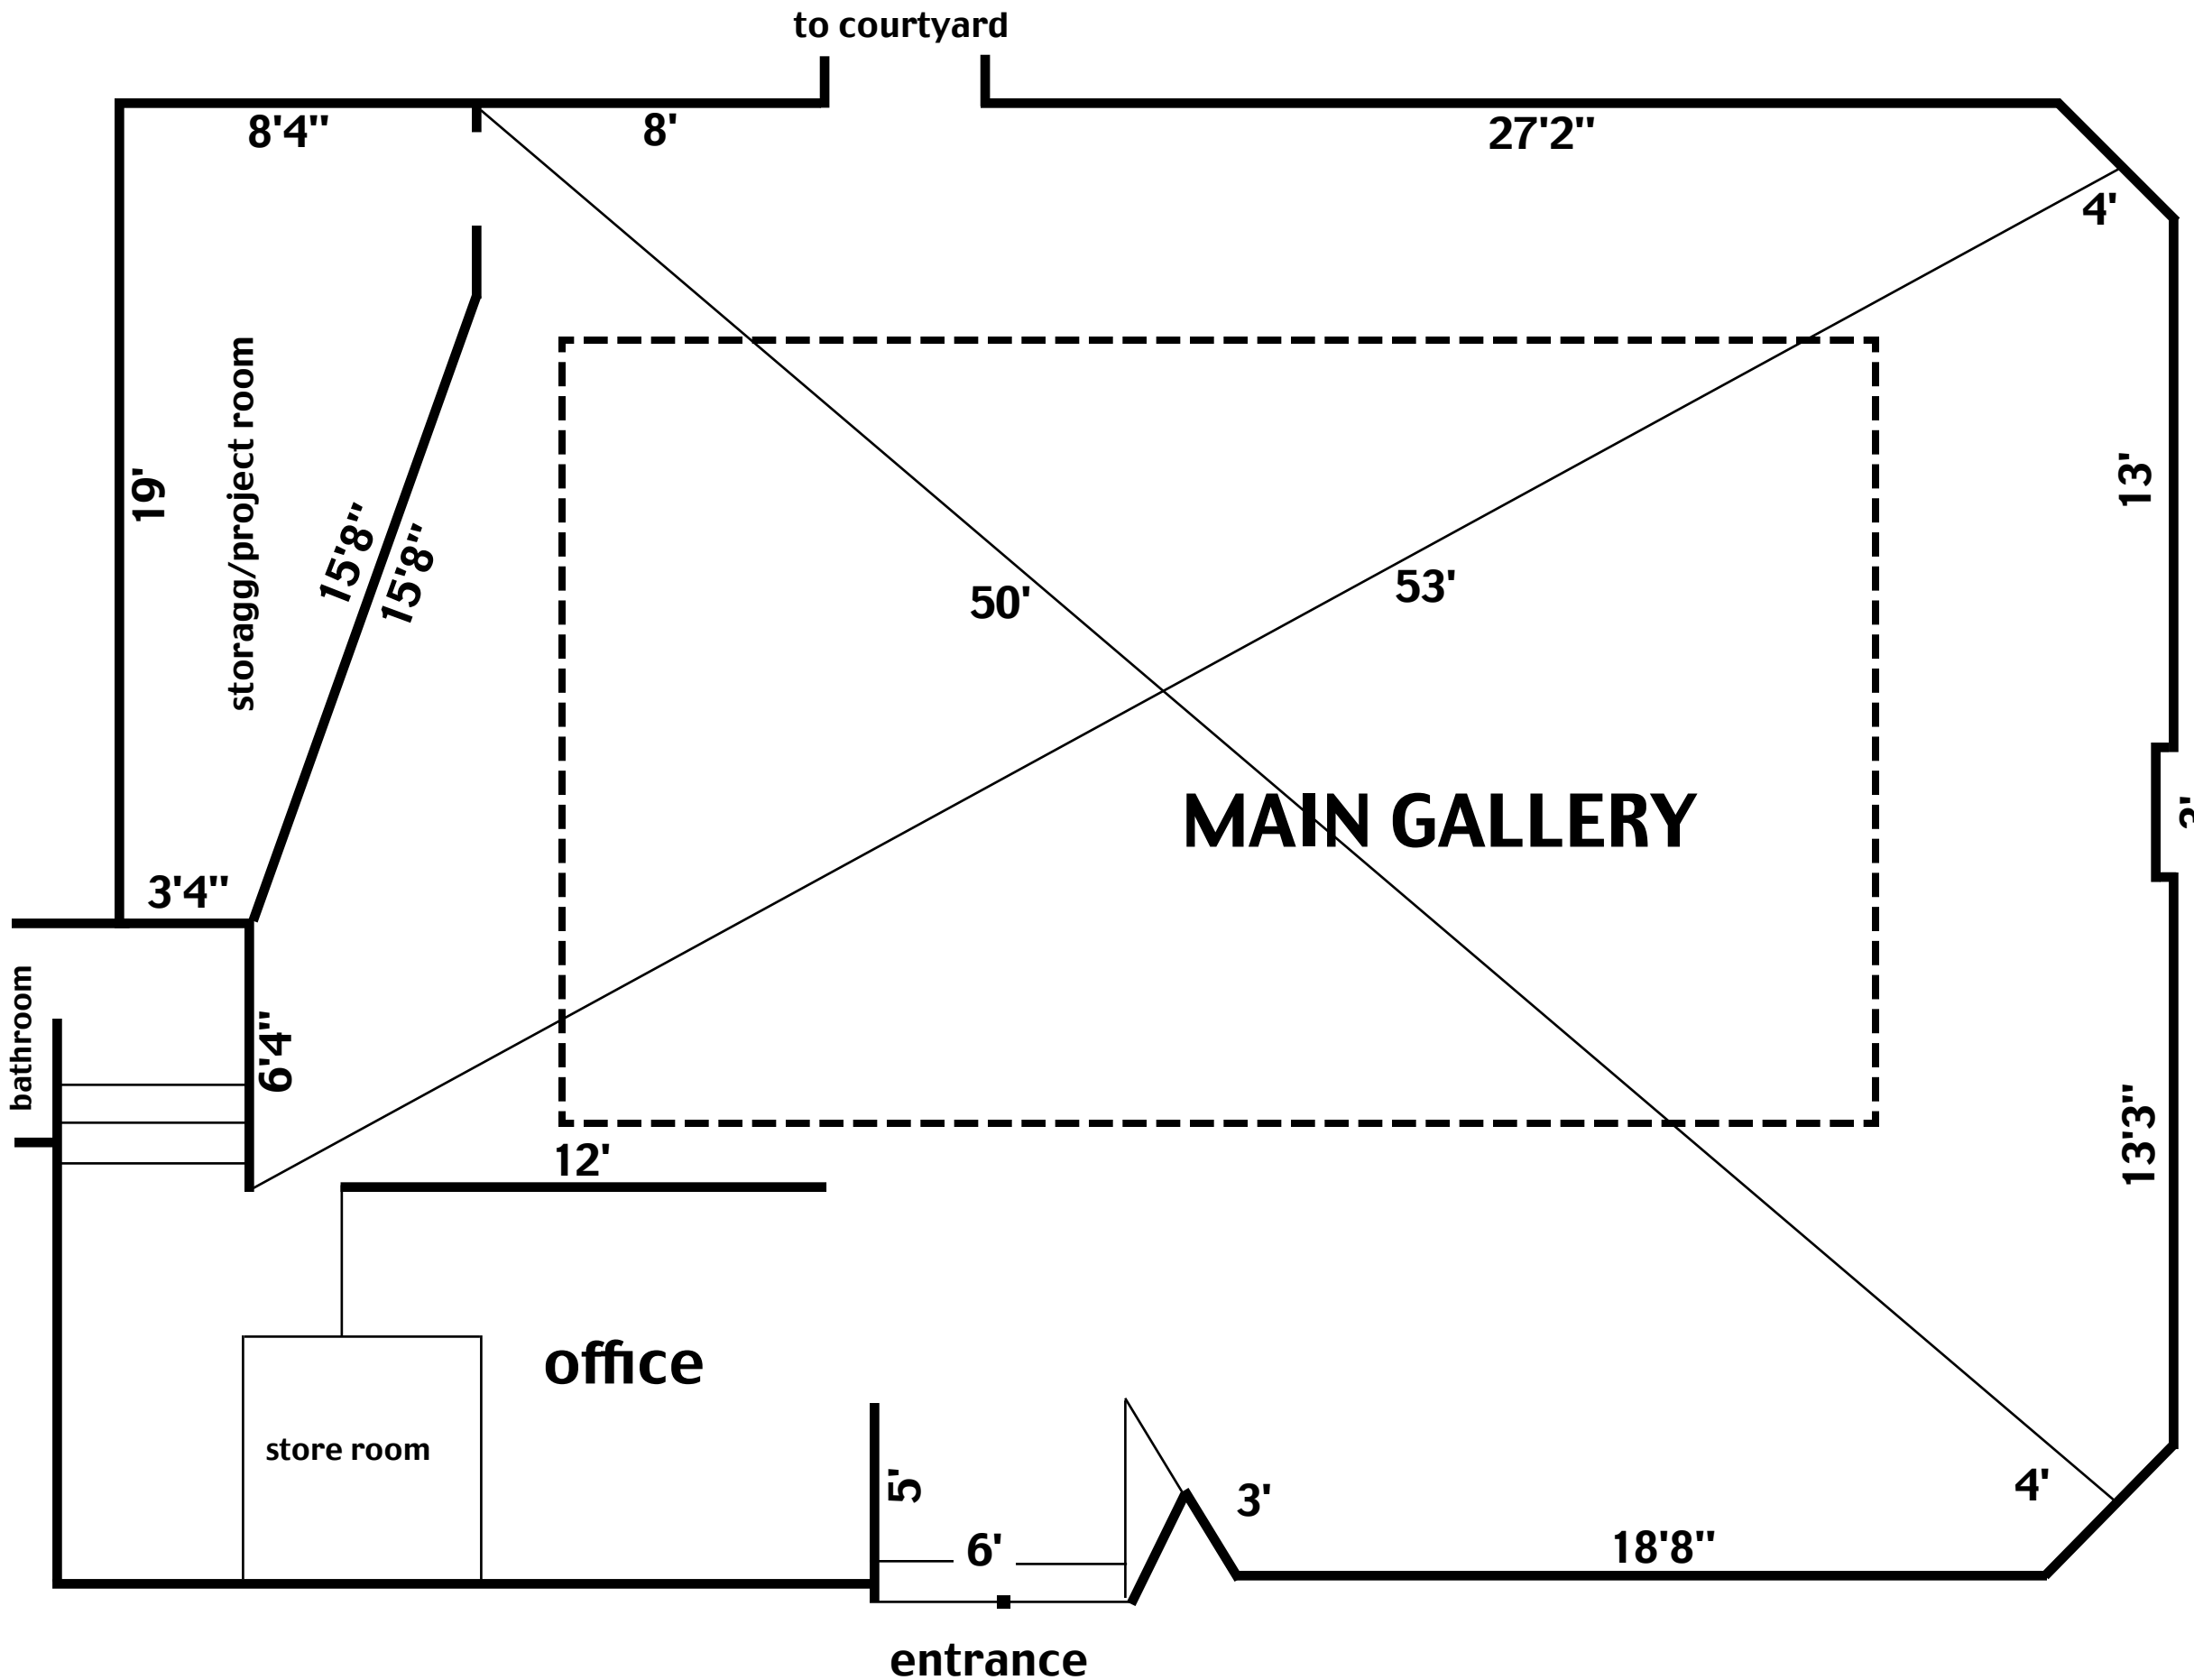 to courtyard
8'4"
8'
27'2"
4'
19'
storagg/project room
15'8"
15'8"
50'
53'
13'
MAIN GALLERY
3'4"
bathroom
6'4"
12'
13'3"
office
store room
5'
6'
3'
18'8"
4'
entrance